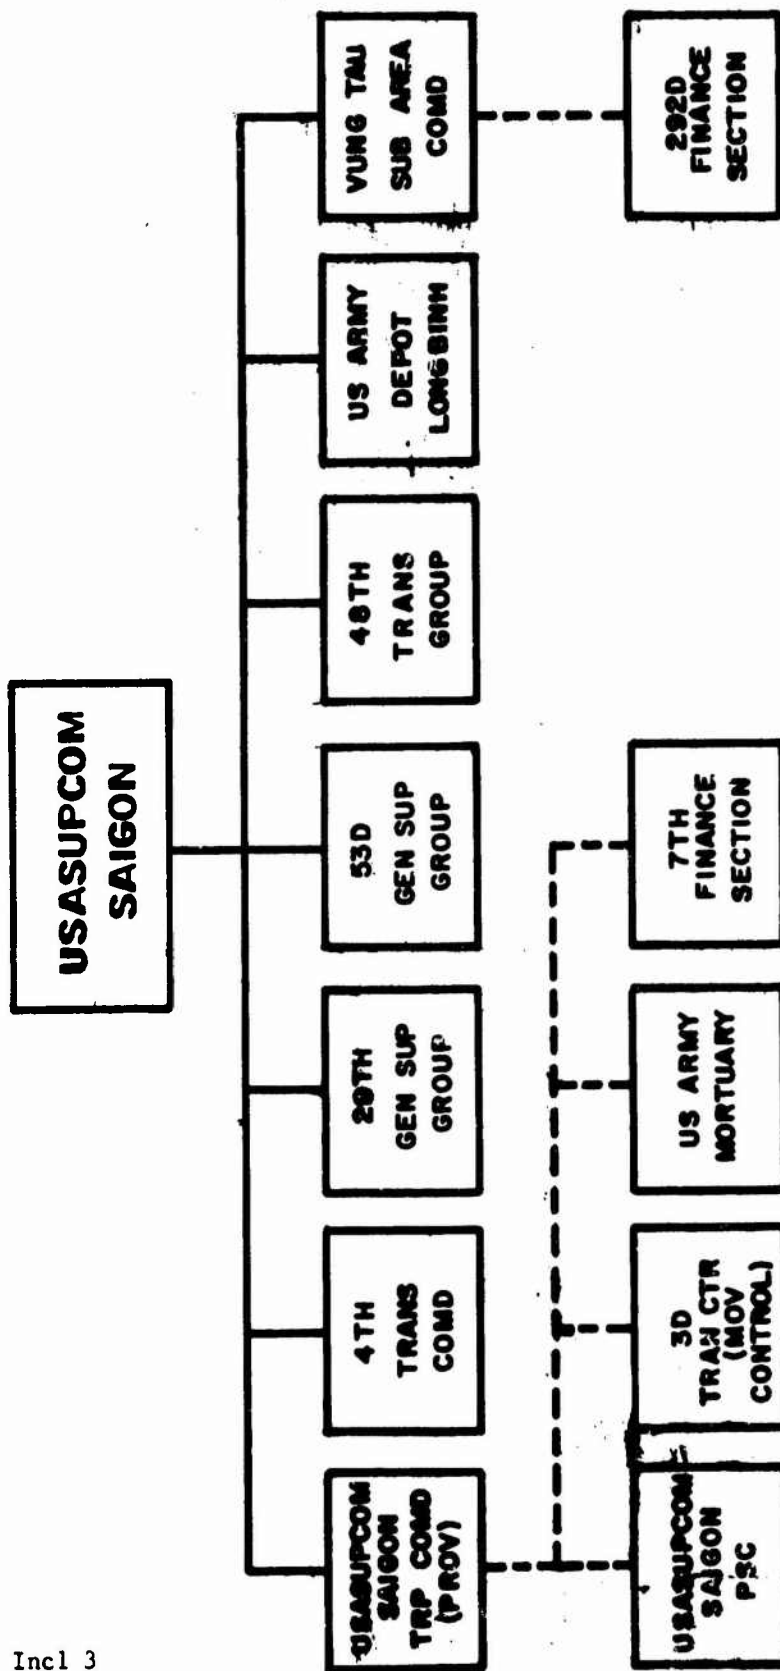 USASUPCOM
SAIGON
USASUPCOM
SAIGON
TRP COMD
(PROV)
4TH
TRANS
COMD
29TH
GEN SUP
GROUP
53D
GEN SUP
GROUP
48TH
TRANS
GROUP
US ARMY
DEPOT
LONGBINH
VUNG TAU
SUB AREA
COMD
USASUPCOM
SAIGON
PSC
3D
TRAN CTR
(MOV
CONTROL)
US ARMY
MORTUARY
7TH
FINANCE
SECTION
292D
FINANCE
SECTION
Incl 3